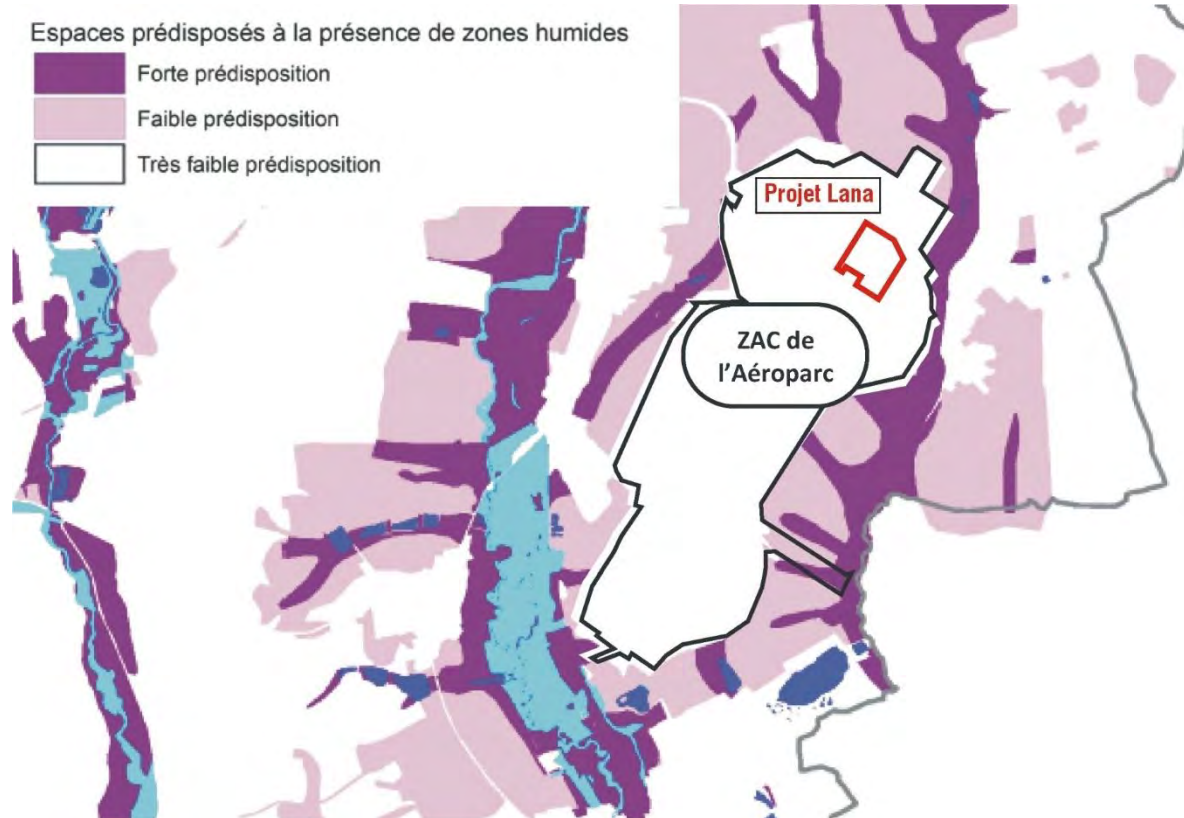 Espaces prédisposés à la présence de zones humides
Forte prédisposition
Faible prédisposition
Très faible prédisposition
Projet Lana
ZAC de
l'Aéroparc